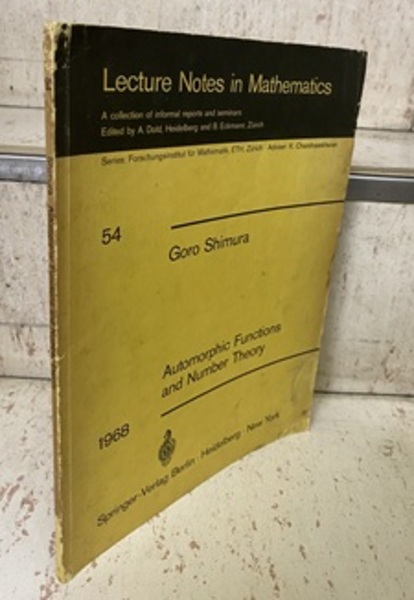 Lecture Notes in Mathematics
A collection of informal reports and seminars
Edited by A. Dold, Heidelberg and B. Eckmann, Zürich
Series: Forschungsinstitut für Mathematik, ETH, Zürich · Adviser: K. Chandrasekharan
54
Goro Shimura
Automorphic Functions
and Number Theory
1968
Springer-Verlag Berlin · Heidelberg · New York